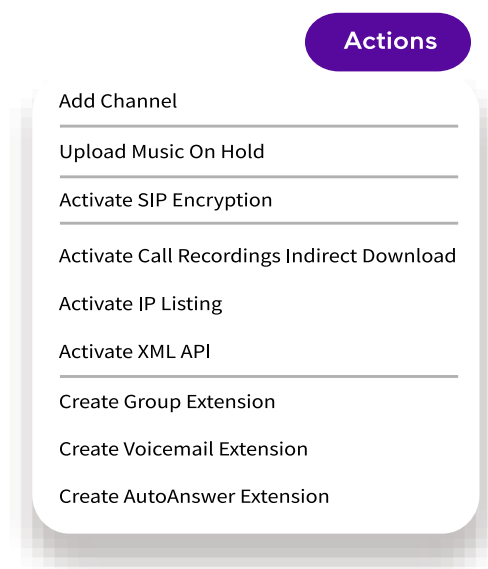 Actions
Add Channel
Upload Music On Hold
Activate SIP Encryption
Activate Call Recordings Indirect Download
Activate IP Listing
Activate XML API
Create Group Extension
Create Voicemail Extension
Create AutoAnswer Extension